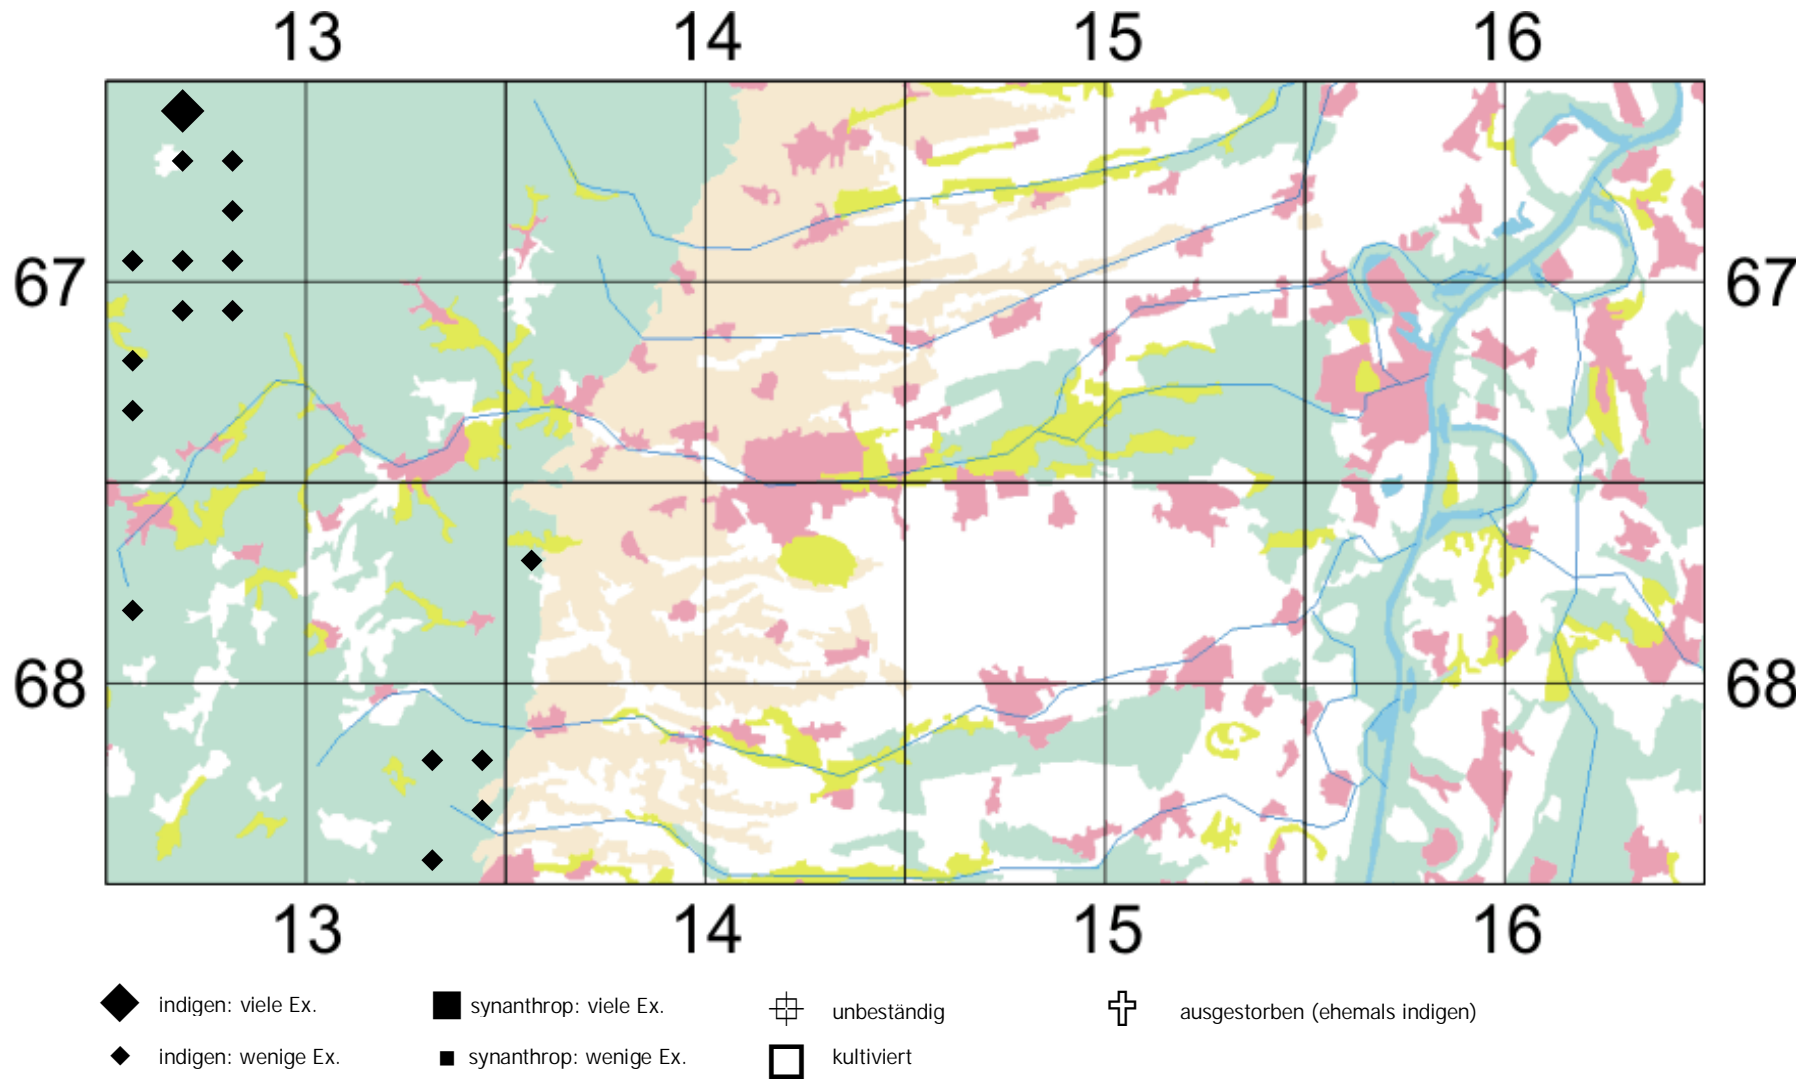 13 14 15 16
67 67
68 68
13 14 15 16
indigen: viele Ex. synanthrop: viele Ex. unbeständig ausgestorben (ehemals indigen)
indigen: wenige Ex. synanthrop: wenige Ex. kultiviert